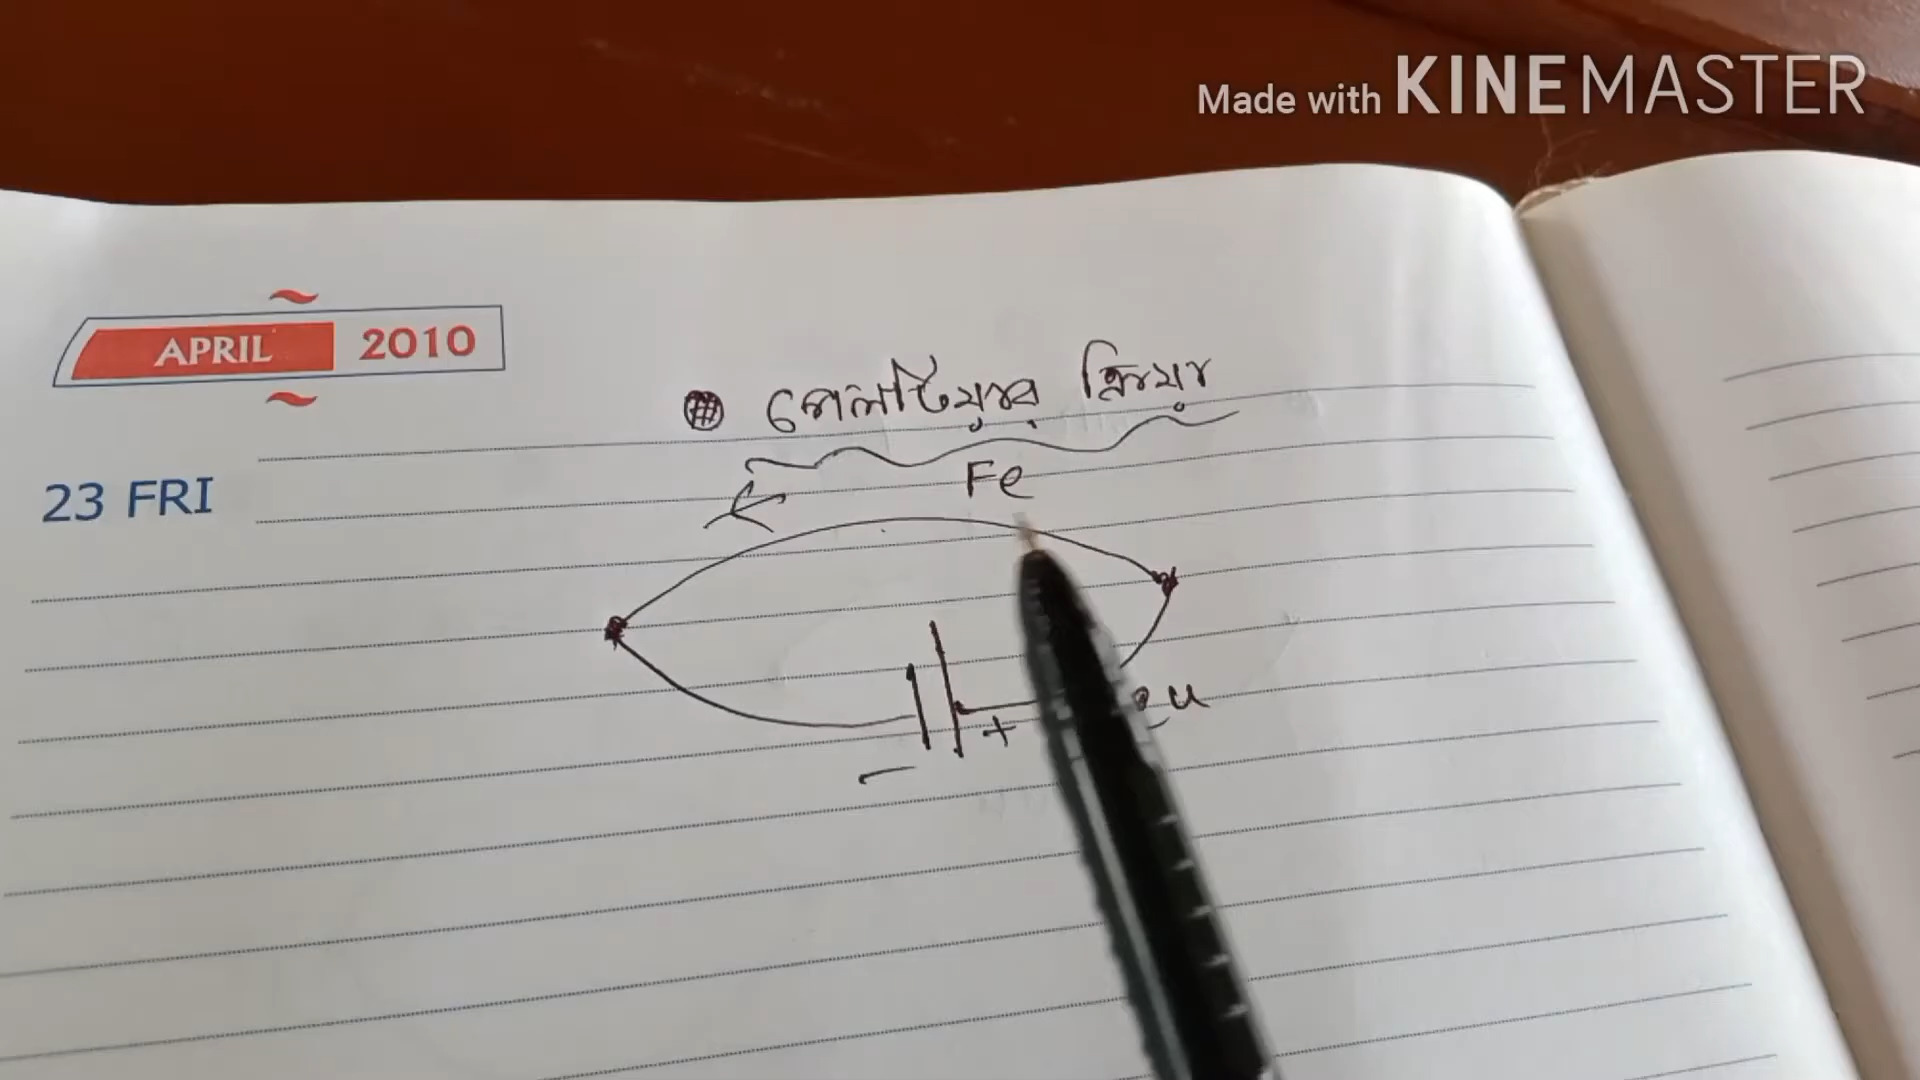 Made with KINEMASTER
APRIL 2010
পেলটিয়ার ক্রিয়া
23 FRI
Fe
+
-